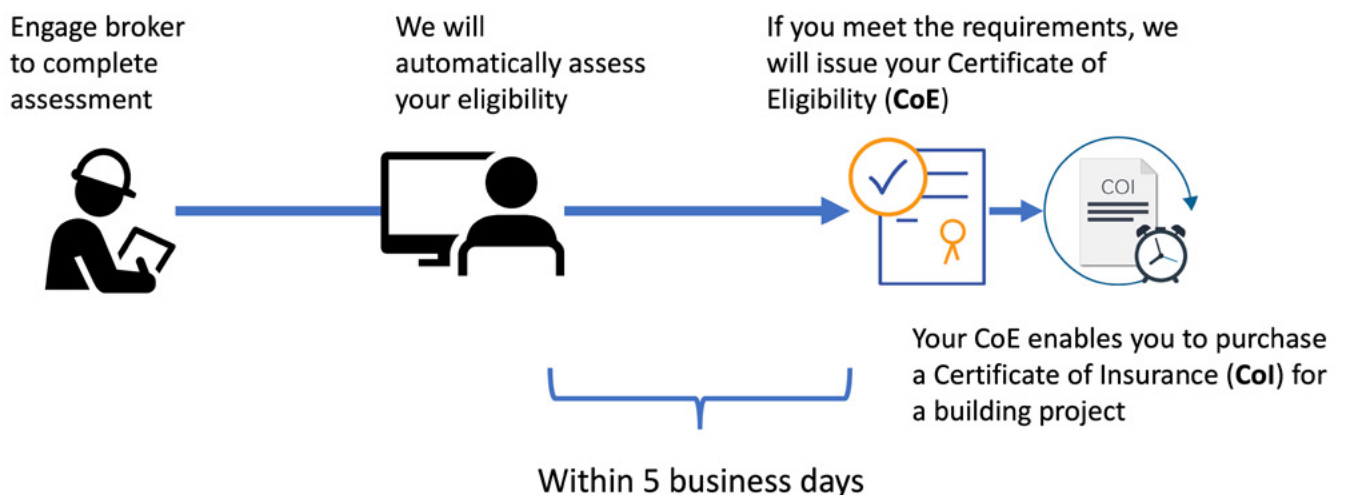 Engage broker
to complete
assessment
We will
automatically assess
your eligibility
If you meet the requirements, we
will issue your Certificate of
Eligibility (CoE)
COI
Your CoE enables you to purchase
a Certificate of Insurance (CoI) for
a building project
Within 5 business days